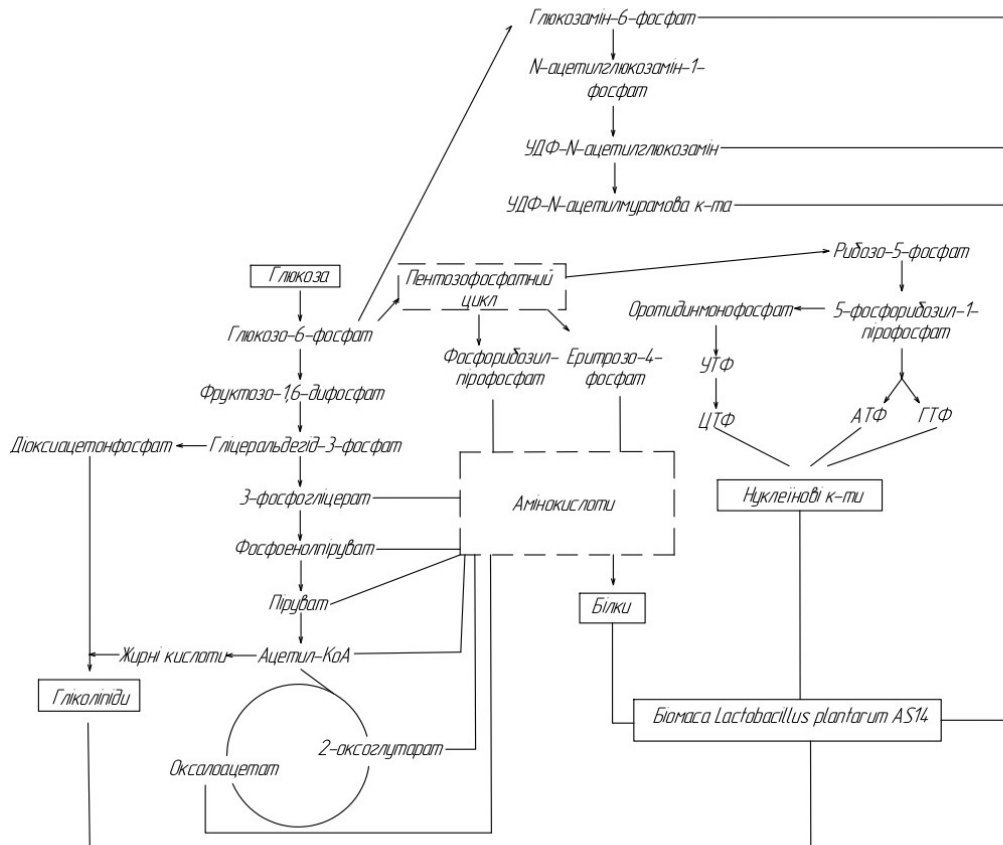 Глюкозамін-6-фосфат
N-ацетилглюкозамін-1-
фосфат
УДФ-N-ацетилглюкозамін
УДФ-N-ацетилмурамова к-та
Рибозо-5-фосфат
Глюкоза
Пентозофосфатний
цикл
Оротидинмонофосфат
5-фосфорибозил-1-
пірофосфат
Глюкозо-6-фосфат
Фосфорибозил-
пірофосфат
Еритрозо-4-
фосфат
УТФ
Фруктозо-1,6-дифосфат
ЦТФ
АТФ
ГТФ
Діоксиацетонфосфат
Гліцеральдегід-3-фосфат
3-фосфогліцерат
Амінокислоти
Нуклеїнові к-ти
Фосфоенолпіруват
Піруват
Білки
Жирні кислоти
Ацетил-КоА
Гліколіпіди
Біомаса Lactobacillus plantarum AS14
2-оксоглутарат
Оксалоацетат